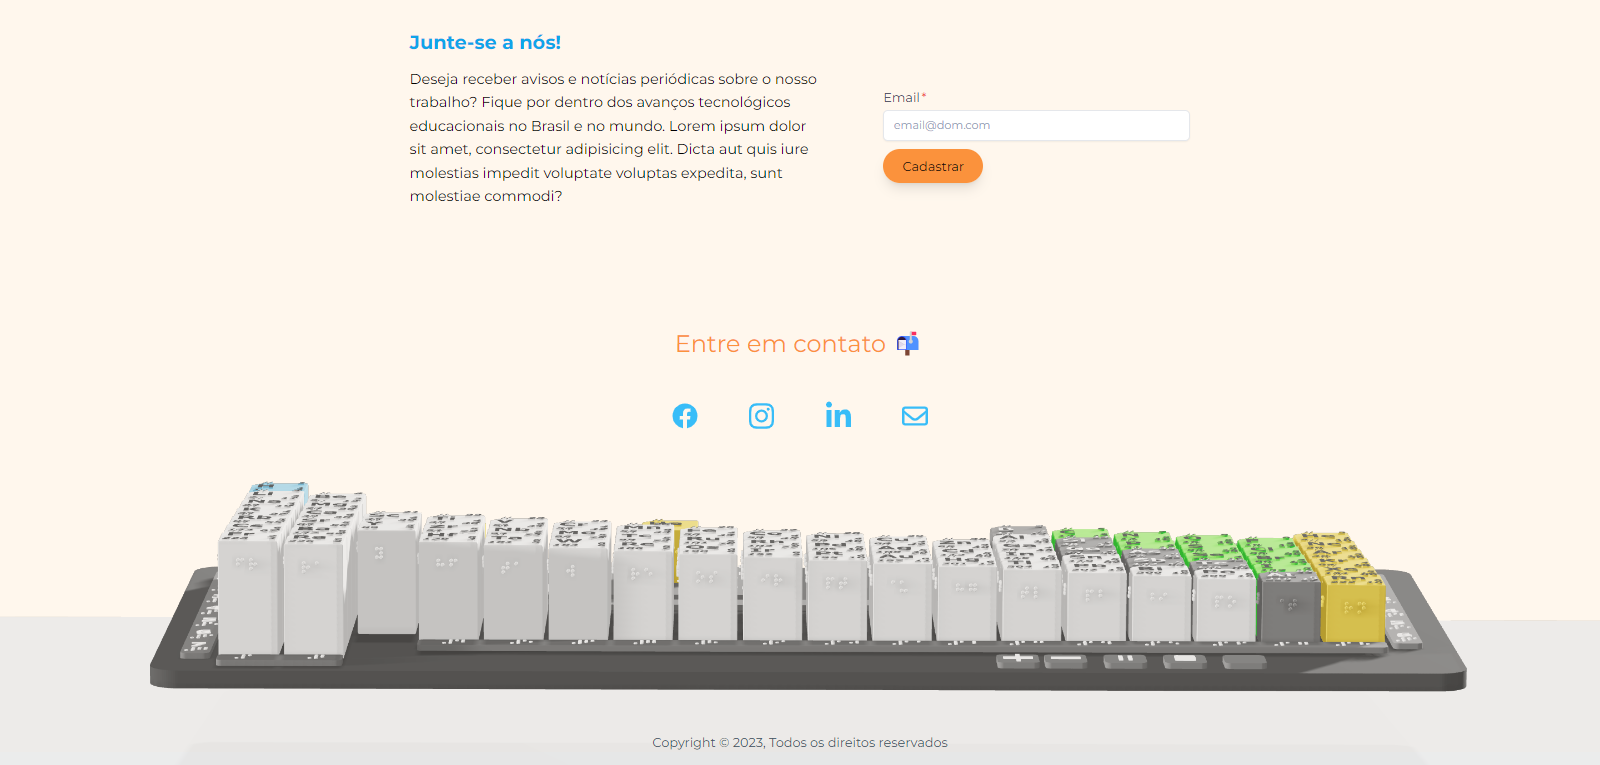 Junte-se a nós!
Deseja receber avisos e notícias periódicas sobre o nosso
trabalho? Fique por dentro dos avanços tecnológicos
educacionais no Brasil e no mundo. Lorem ipsum dolor
sit amet, consectetur adipisicing elit. Dicta aut quis iure
molestias impedit voluptate voluptas expedita, sunt
molestiae commodi?
Email*
email@dom.com
Cadastrar
Entre em contato
Copyright © 2023, Todos os direitos reservados